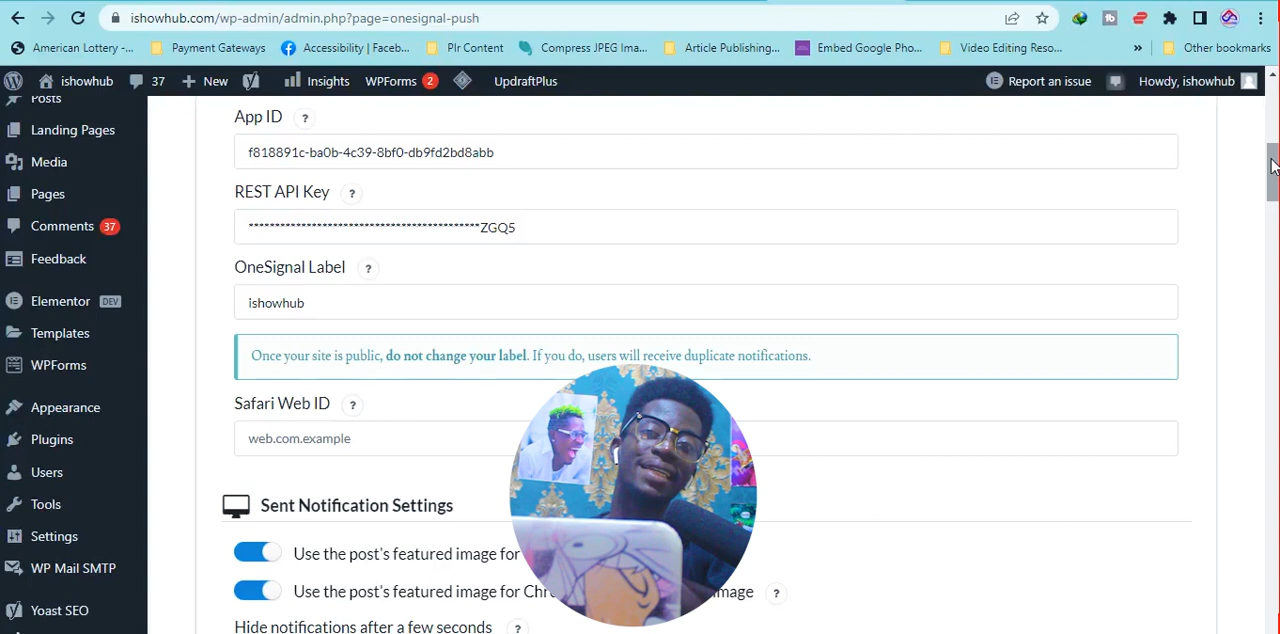 ishowhub.com/wp-admin/admin.php?page=onesignal-push
American Lottery -... Payment Gateways Accessibility | Faceb... Plr Content Compress JPEG Ima... Article Publishing... Embed Google Pho... Video Editing Reso... » Other bookmarks
ishowhub 37 New Insights WPForms 2 UpdraftPlus Report an issue Howdy, ishowhub
Posts
Landing Pages
Media
Pages
Comments 37
Feedback
Elementor DEV
Templates
WPForms
Appearance
Plugins
Users
Tools
Settings
WP Mail SMTP
Yoast SEO
App ID ?
f818891c-ba0b-4c39-8bf0-db9fd2bd8abb
REST API Key ?
********************************************ZGQ5
OneSignal Label ?
ishowhub
Once your site is public, do not change your label. If you do, users will receive duplicate notifications.
Safari Web ID ?
web.com.example
Sent Notification Settings
Use the post's featured image for
Use the post's featured image for Chr image ?
Hide notifications after a few seconds ?